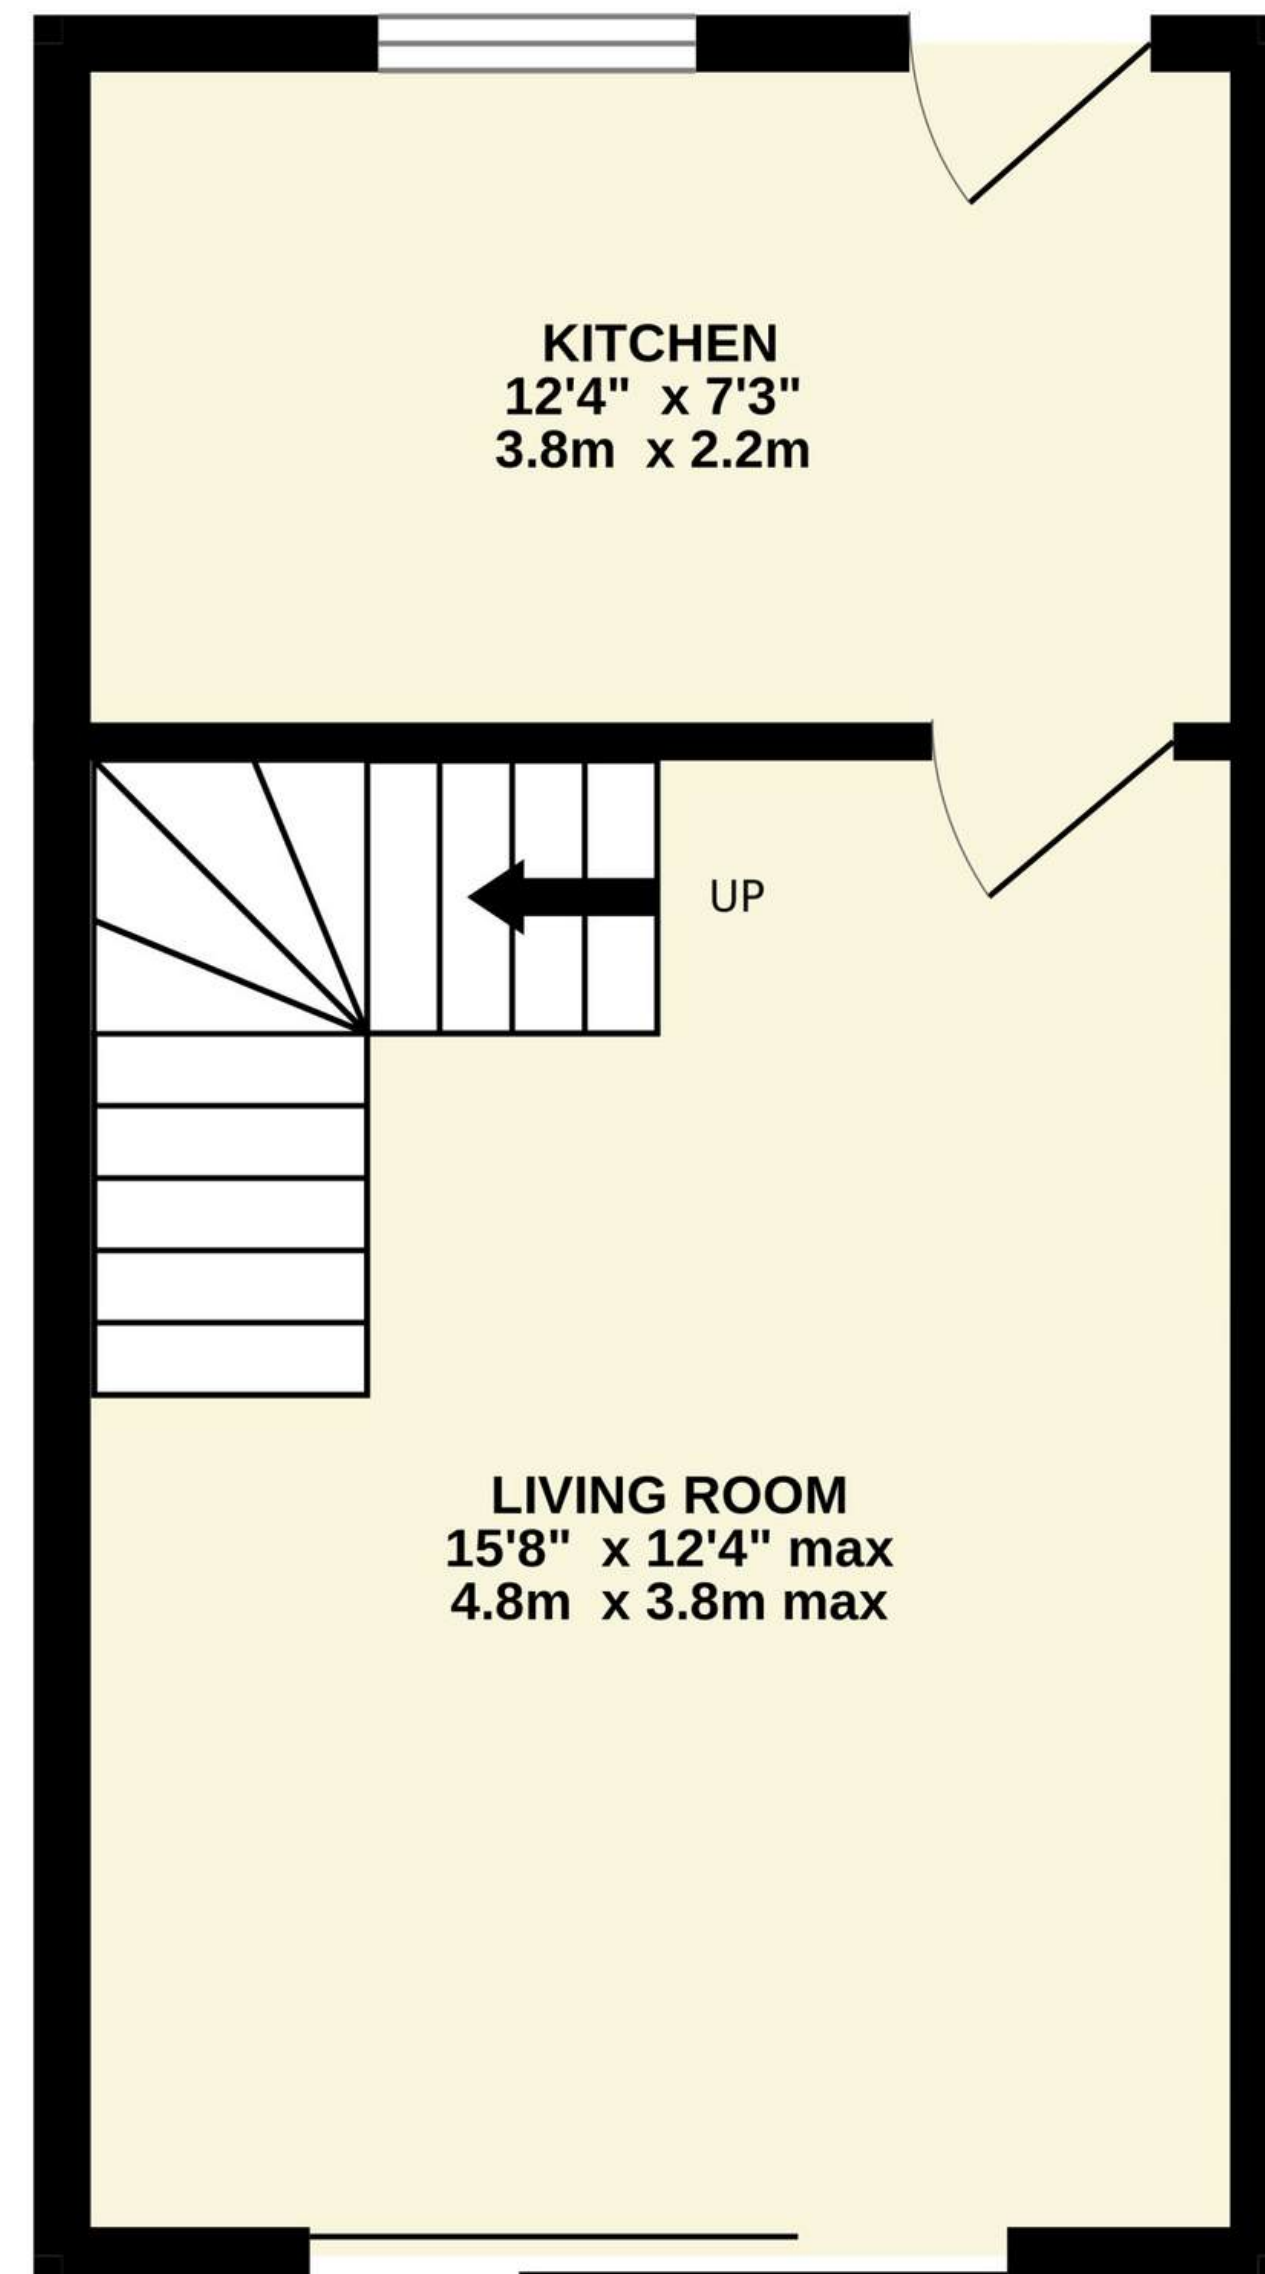 KITCHEN
12'4"  x 7'3"
3.8m  x 2.2m
UP
LIVING ROOM
15'8"  x 12'4" max
4.8m  x 3.8m max